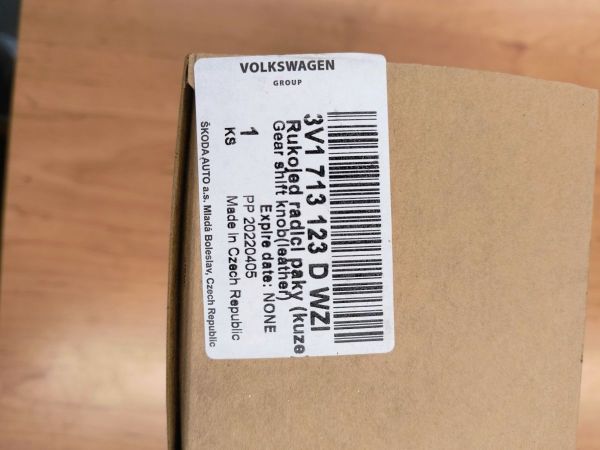 VOLKSWAGEN
GROUP
3V1 713 123 D WZI
Rukojed radici paky (kuze
Gear shift knob(leather)
Expire date: NONE
1
KS
PP 20220405
Made in Czech Republic
ŠKODA AUTO a.s. Mladá Boleslav, Czech Republic